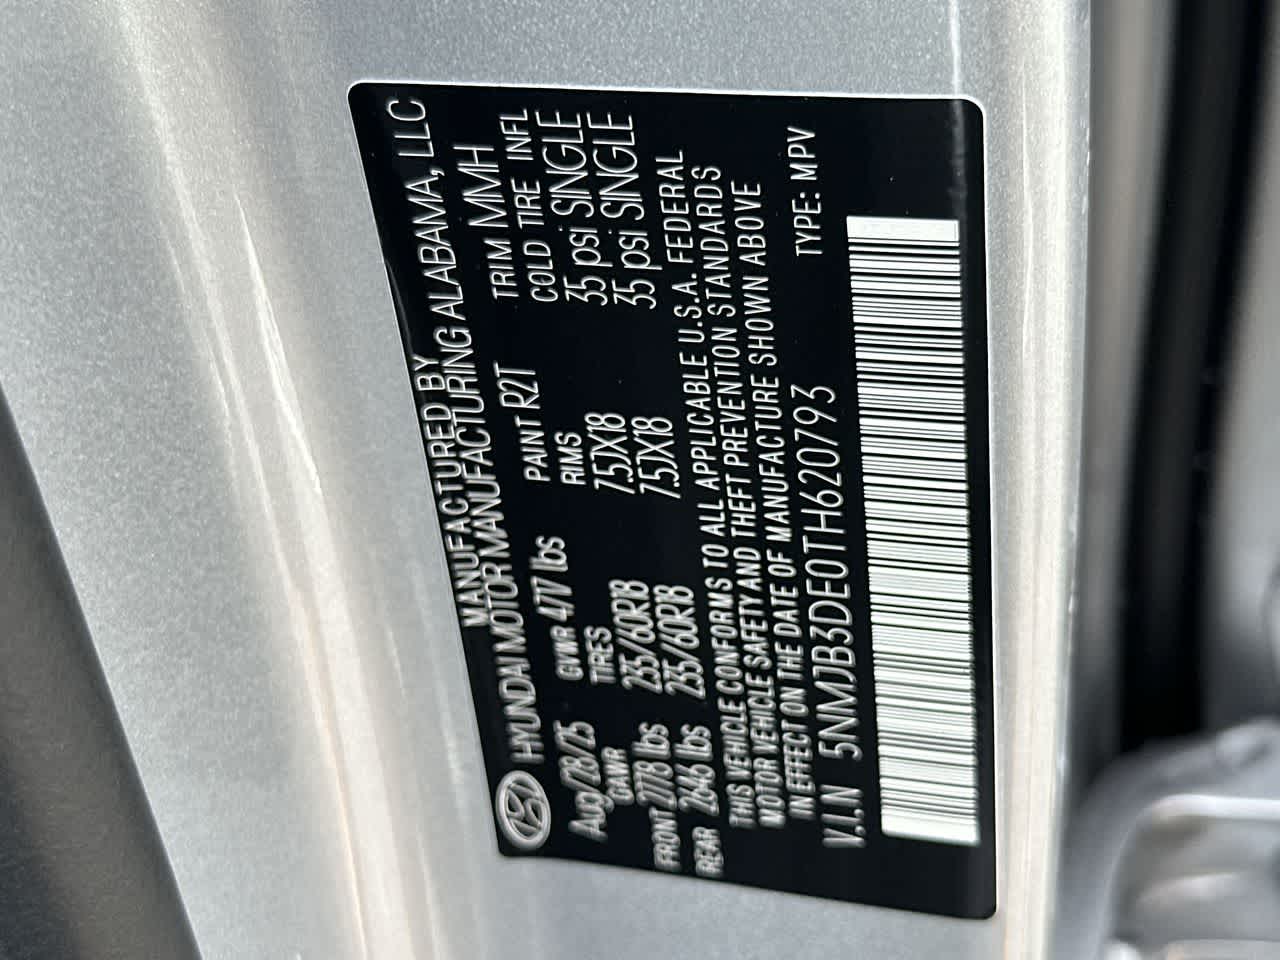 MANUFACTURED BY
HYUNDAI MOTOR MANUFACTURING ALABAMA, LLC
Aug/28/25 GVWR 4717 lbs PAINT R2T TRIM MMH
GAWR TIRES RIMS COLD TIRE INFL
FRONT 2778 lbs 235/60R18 7.5JX18 35 psi SINGLE
REAR 2646 lbs 235/60R18 7.5JX18 35 psi SINGLE
THIS VEHICLE CONFORMS TO ALL APPLICABLE U.S.A. FEDERAL
MOTOR VEHICLE SAFETY AND THEFT PREVENTION STANDARDS
IN EFFECT ON THE DATE OF MANUFACTURE SHOWN ABOVE
V.I.N 5NMJB3DE0TH620793 TYPE: MPV